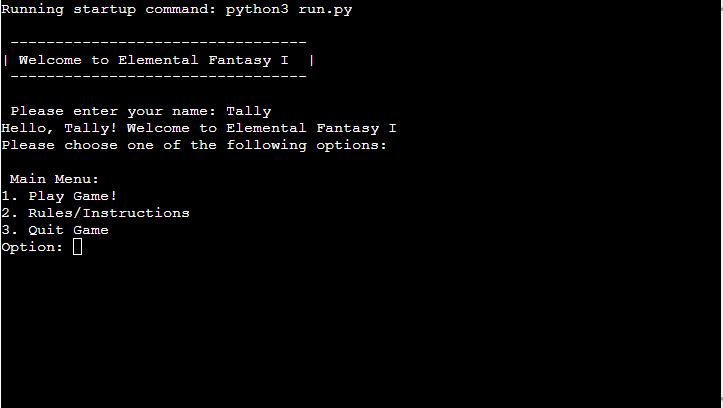 Running startup command: python3 run.py
---------------------------------
| Welcome to Elemental Fantasy I  |
---------------------------------
Please enter your name: Tally
Hello, Tally! Welcome to Elemental Fantasy I
Please choose one of the following options:
Main Menu:
1. Play Game!
2. Rules/Instructions
3. Quit Game
Option: